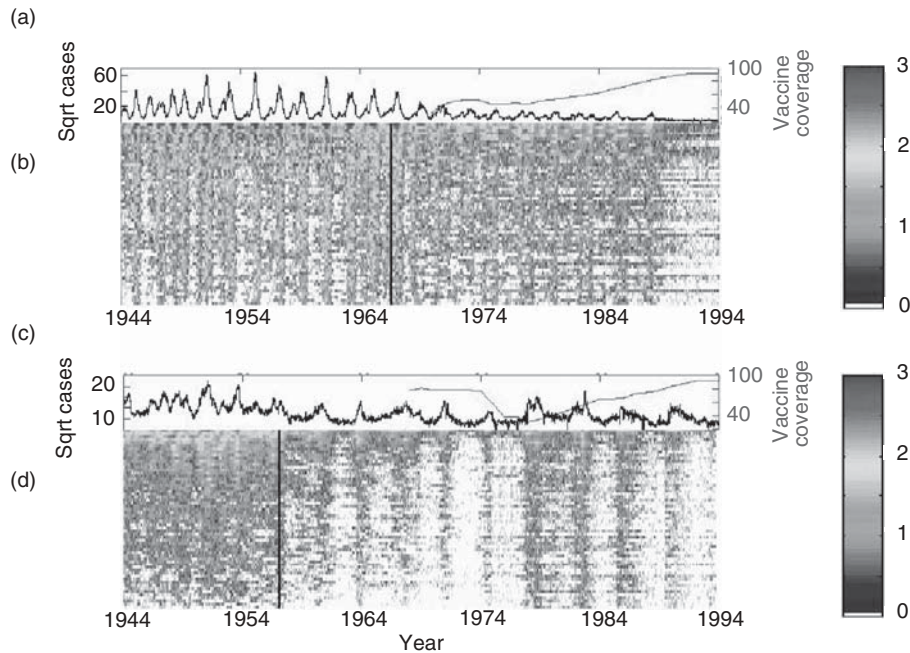 (a)
Sqrt cases
60
20
100
40
Vaccine
coverage
3
2
1
0
(b)
1944 1954 1964 1974 1984 1994
(c)
Sqrt cases
20
10
100
40
Vaccine
coverage
3
2
1
0
(d)
1944 1954 1964 1974 1984 1994
Year